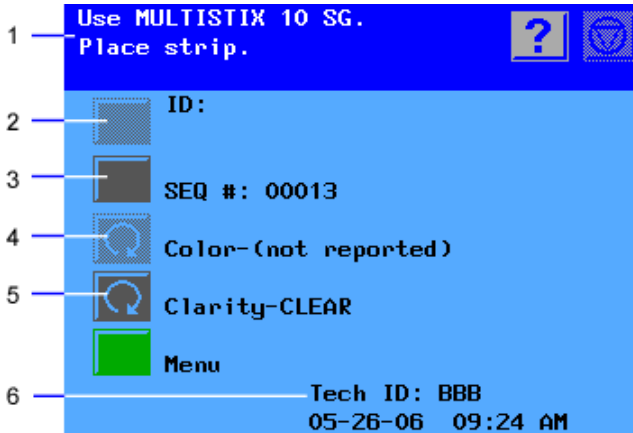 Use MULTISTIX 10 SG.
Place strip.
?
1
ID:
2
3
SEQ #: 00013
4
Color-(not reported)
5
Clarity-CLEAR
Menu
6
Tech ID: BBB
05-26-06 09:24 AM